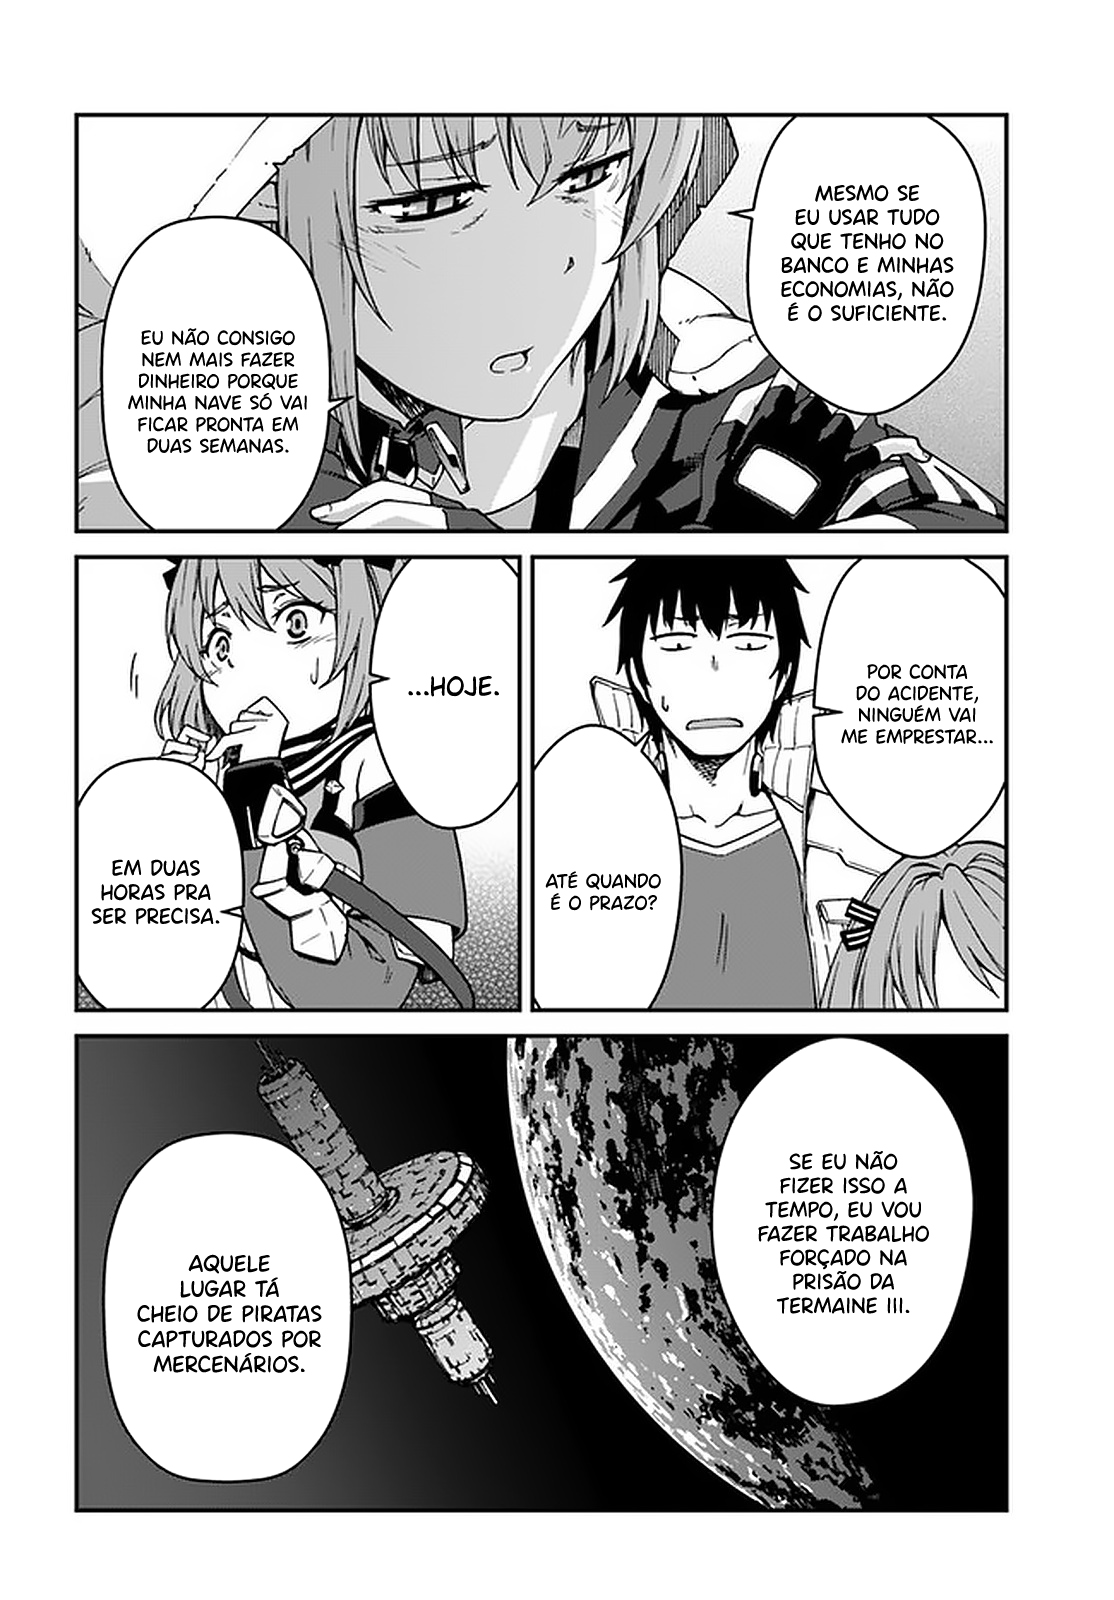 MESMO SE
EU USAR TUDO
QUE TENHO NO
BANCO E MINHAS
ECONOMIAS, NÃO
É O SUFICIENTE.
EU NÃO CONSIGO
NEM MAIS FAZER
DINHEIRO PORQUE
MINHA NAVE SÓ VAI
FICAR PRONTA EM
DUAS SEMANAS.
POR CONTA
DO ACIDENTE,
NINGUÉM VAI
ME EMPRESTAR...
ATÉ QUANDO
É O PRAZO?
...HOJE.
EM DUAS
HORAS PRA
SER PRECISA.
SE EU NÃO
FIZER ISSO A
TEMPO, EU VOU
FAZER TRABALHO
FORÇADO NA
PRISÃO DA
TERMAINE III.
AQUELE
LUGAR TÁ
CHEIO DE PIRATAS
CAPTURADOS POR
MERCENÁRIOS.